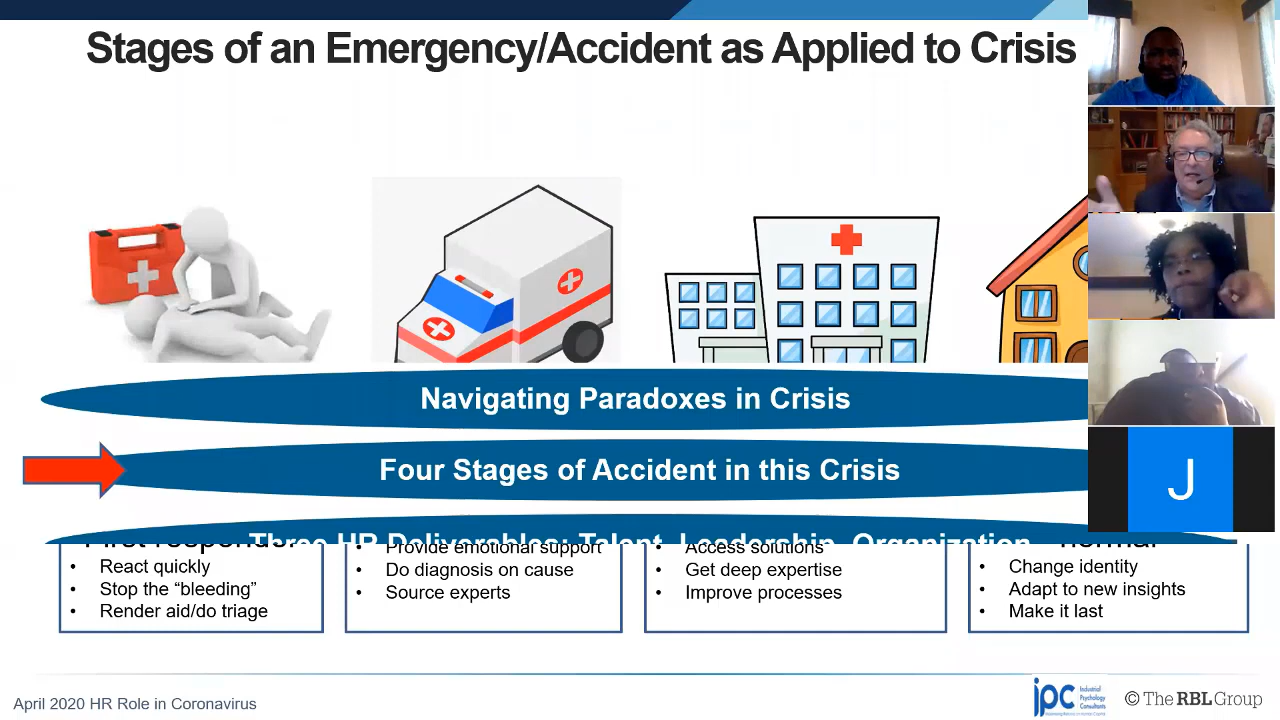 Stages of an Emergency/Accident as Applied to Crisis
Navigating Paradoxes in Crisis
Four Stages of Accident in this Crisis
Three HR Deliverables: Talent, Leadership, Organization
• React quickly
• Stop the “bleeding”
• Render aid/do triage
• Provide emotional support
• Do diagnosis on cause
• Source experts
• Access solutions
• Get deep expertise
• Improve processes
normal
• Change identity
• Adapt to new insights
• Make it last
J
April 2020 HR Role in Coronavirus
ipc Industrial
Psychology
Consultants
© The RBL Group